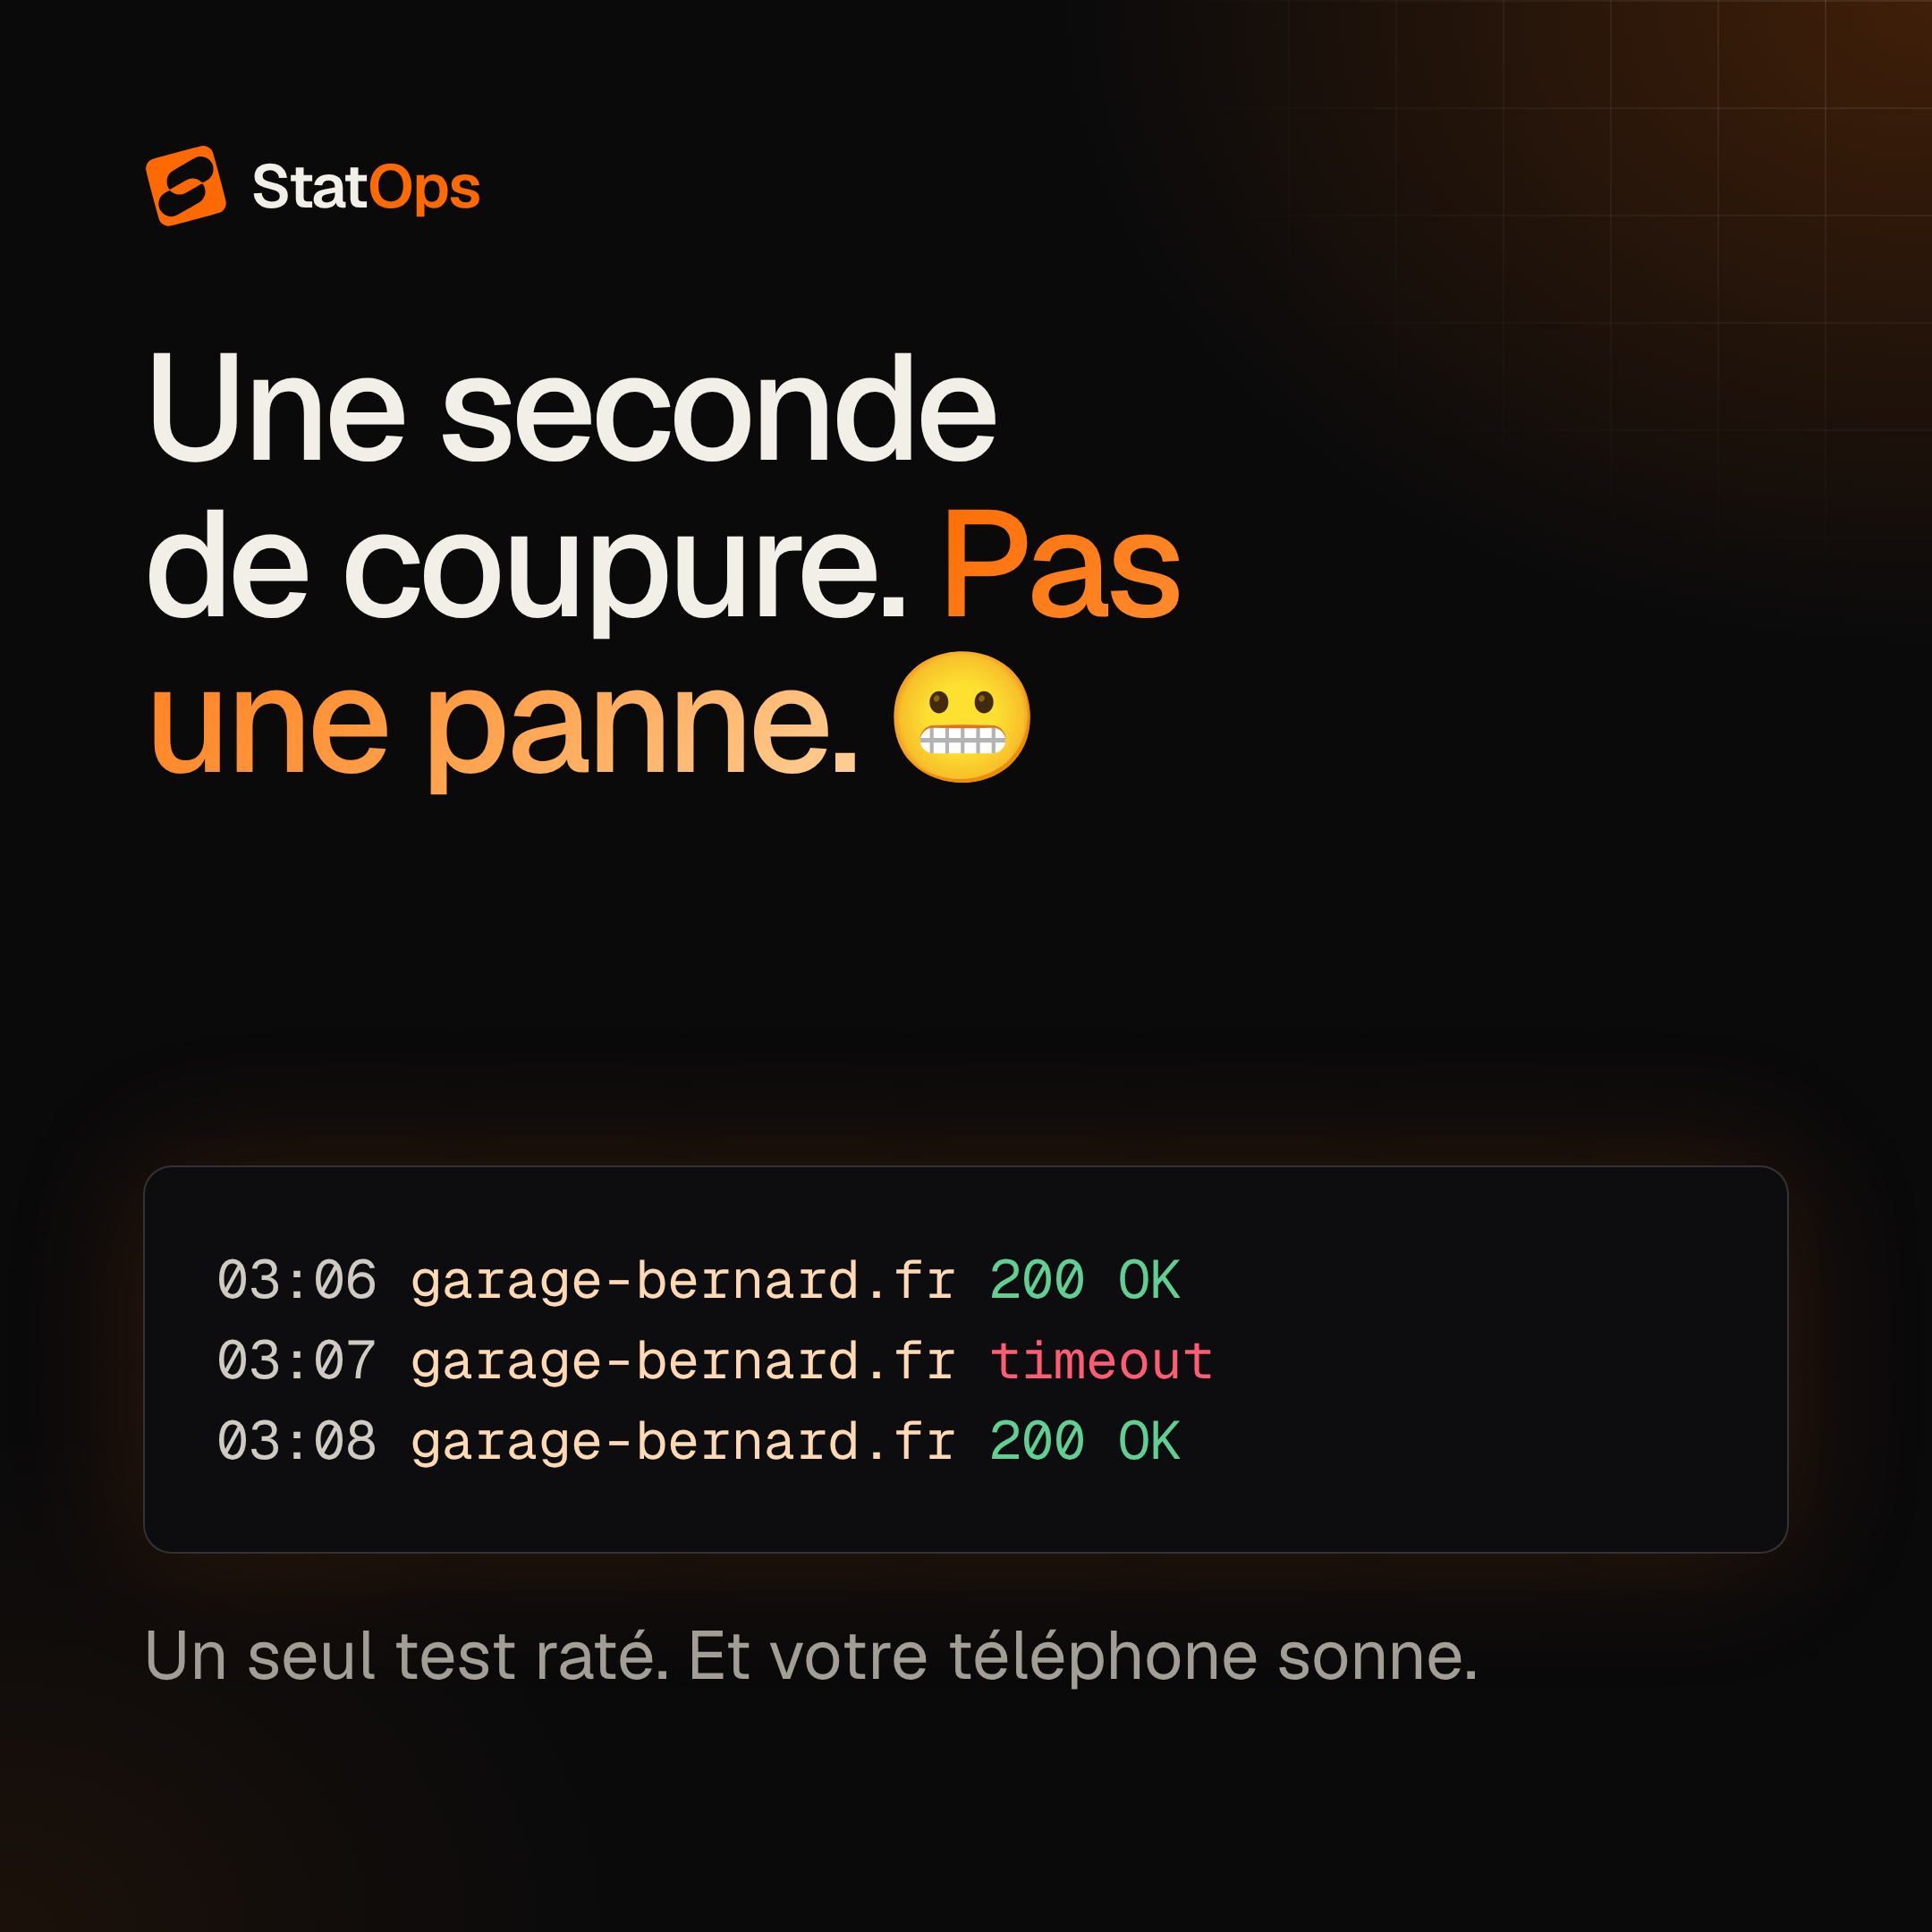 StatOps
Une seconde
de coupure. Pas
une panne. 😬
03:06 garage-bernard.fr 200 OK
03:07 garage-bernard.fr timeout
03:08 garage-bernard.fr 200 OK
Un seul test raté. Et votre téléphone sonne.